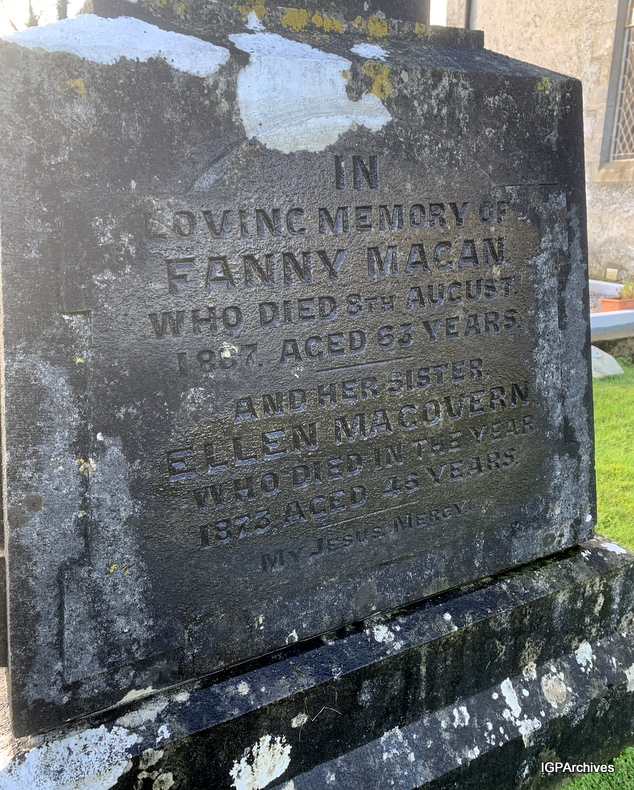 IN
LOVING MEMORY OF
FANNY MAGAN
WHO DIED 8TH AUGUST.
1887. AGED 63 YEARS.
AND HER SISTER.
ELLEN MAGOVERN
WHO DIED IN THE YEAR
1873. AGED 45 YEARS.
MY JESUS. MERCY.
IGPArchives